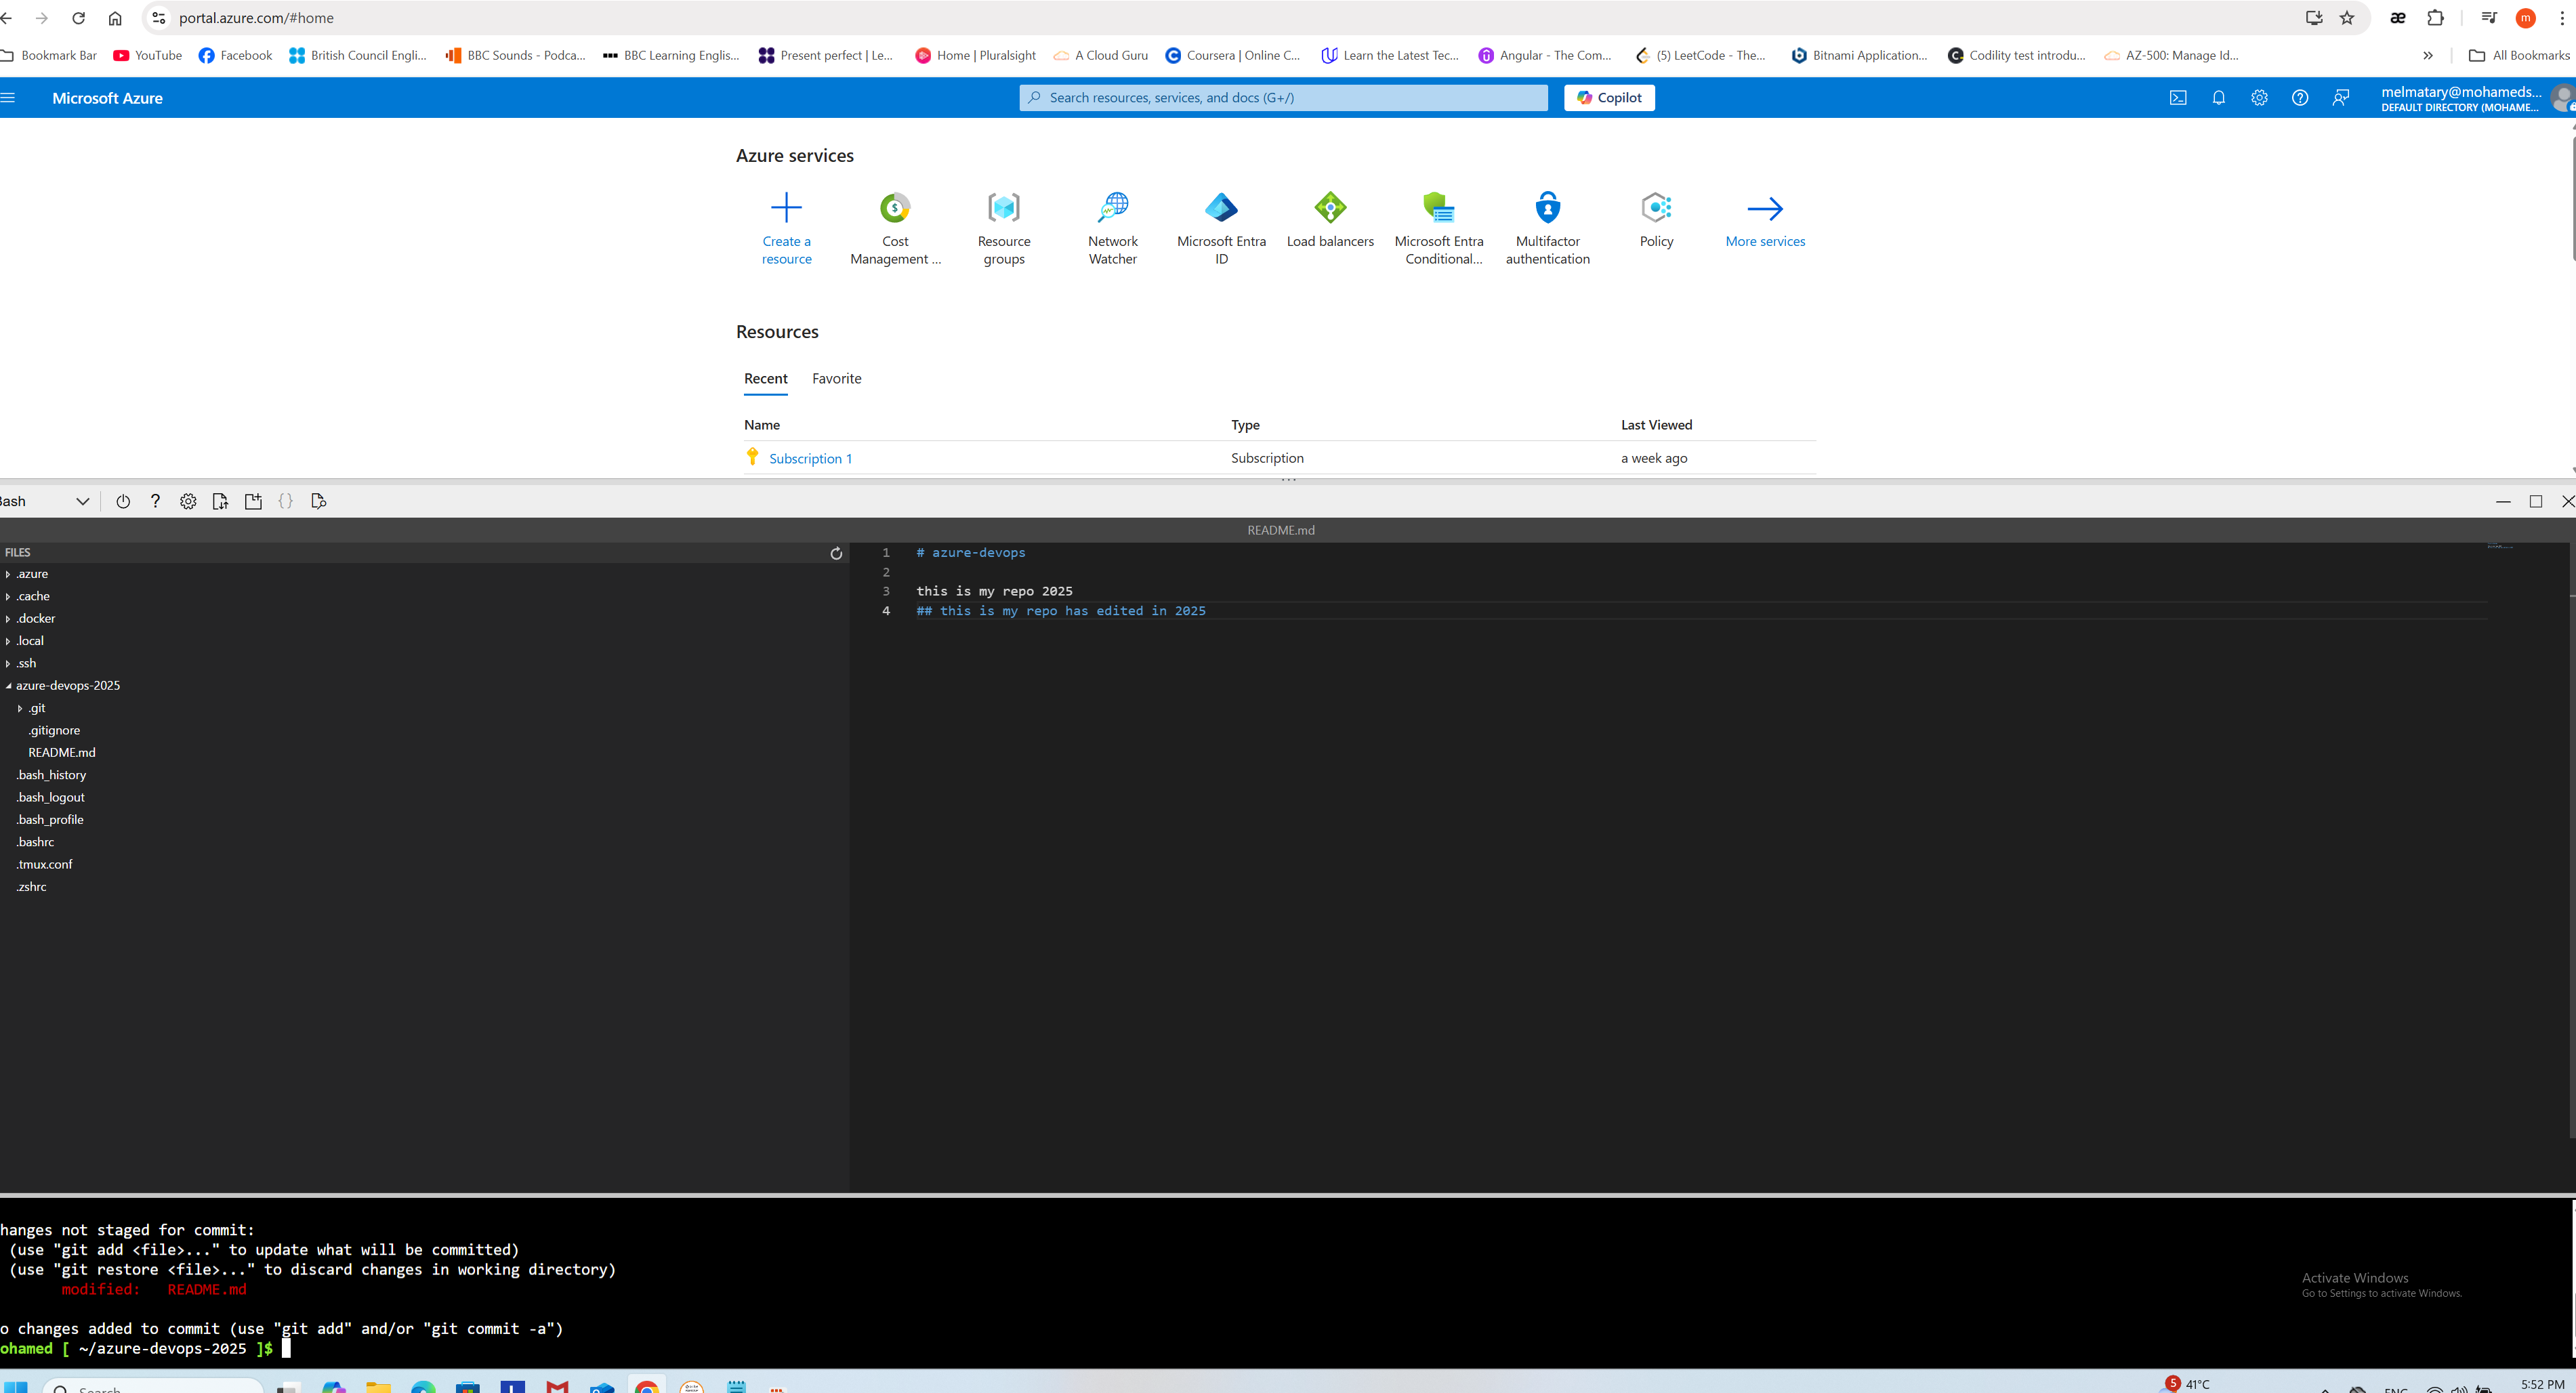 portal.azure.com/#home
m
Bookmark Bar
YouTube
Facebook
British Council Engli...
BBC Sounds - Podca...
BBC Learning Englis...
Present perfect | Le...
Home | Pluralsight
A Cloud Guru
Coursera | Online C...
Learn the Latest Tec...
Angular - The Com...
(5) LeetCode - The...
Bitnami Application...
Codility test introdu...
AZ-500: Manage Id...
»
All Bookmarks
Microsoft Azure
Search resources, services, and docs (G+/)
Copilot
melmatary@mohameds...
DEFAULT DIRECTORY (MOHAME...
Azure services
Create a
resource
Cost
Management ...
Resource
groups
Network
Watcher
Microsoft Entra
ID
Load balancers
Microsoft Entra
Conditional...
Multifactor
authentication
Policy
More services
Resources
Recent
Favorite
Name
Type
Last Viewed
Subscription 1
Subscription
a week ago
Bash
README.md
FILES
.azure
.cache
.docker
.local
.ssh
azure-devops-2025
.git
.gitignore
README.md
.bash_history
.bash_logout
.bash_profile
.bashrc
.tmux.conf
.zshrc
1 # azure-devops
2
3 this is my repo 2025
4 ## this is my repo has edited in 2025
hanges not staged for commit:
(use "git add <file>..." to update what will be committed)
(use "git restore <file>..." to discard changes in working directory)
modified: README.md
o changes added to commit (use "git add" and/or "git commit -a")
ohamed [ ~/azure-devops-2025 ]$
Activate Windows
Go to Settings to activate Windows.
Search
5
41°C
ENG
5:52 PM